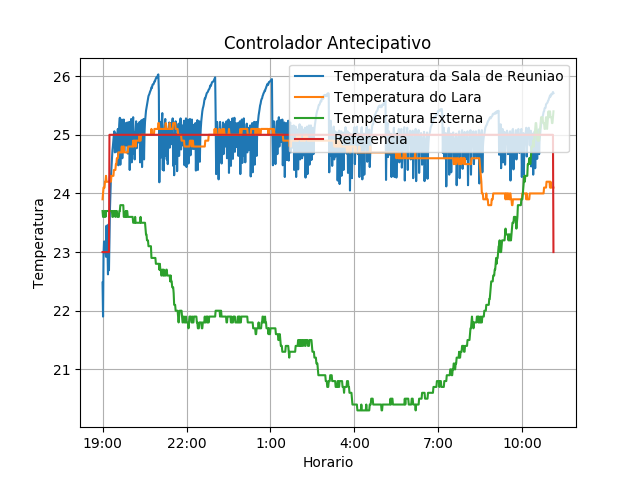 Controlador Antecipativo
Temperatura da Sala de Reuniao
Temperatura do Lara
Temperatura Externa
Referencia
26
25
24
23
22
21
Temperatura
19:00 22:00 1:00 4:00 7:00 10:00
Horario